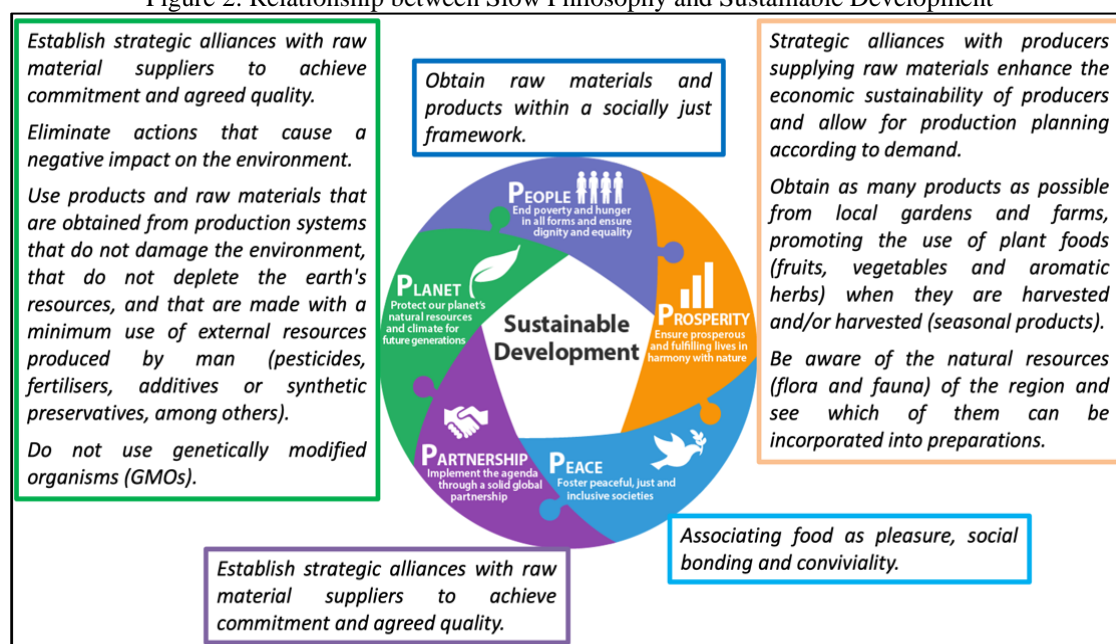 Figure 2: Relationship between Slow Philosophy and Sustainable Development
Establish strategic alliances with raw
material suppliers to achieve
commitment and agreed quality.
Eliminate actions that cause a
negative impact on the environment.
Use products and raw materials that
are obtained from production systems
that do not damage the environment,
that do not deplete the earth's
resources, and that are made with a
minimum use of external resources
produced by man (pesticides,
fertilisers, additives or synthetic
preservatives, among others).
Do not use genetically modified
organisms (GMOs).
Obtain raw materials and
products within a socially just
framework.
Strategic alliances with producers
supplying raw materials enhance the
economic sustainability of producers
and allow for production planning
according to demand.
Obtain as many products as possible
from local gardens and farms,
promoting the use of plant foods
(fruits, vegetables and aromatic
herbs) when they are harvested
and/or harvested (seasonal products).
Be aware of the natural resources
(flora and fauna) of the region and
see which of them can be
incorporated into preparations.
PEOPLE
End poverty and hunger
in all forms and ensure
dignity and equality
PLANET
Protect our planet's
natural resources
and climate for
future generations
Sustainable
Development
PROSPERITY
Ensure prosperous
and fulfilling lives in
harmony with nature
PARTNERSHIP
Implement the agenda
through a solid global
partnership
PEACE
Foster peaceful, just and
inclusive societies
Associating food as pleasure, social
bonding and conviviality.
Establish strategic alliances with raw
material suppliers to achieve
commitment and agreed quality.